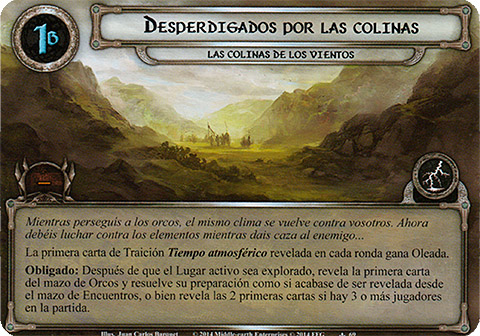 1B
DESPERDIGADOS POR LAS COLINAS
LAS COLINAS DE LOS VIENTOS
Mientras perseguís a los orcos, el mismo clima se vuelve contra vosotros. Ahora
debéis luchar contra los elementos mientras dais caza al enemigo...
La primera carta de Traición Tiempo atmosférico revelada en cada ronda gana Oleada.
Obligado: Después de que el Lugar activo sea explorado, revela la primera carta
del mazo de Orcos y resuelve su preparación como si acabase de ser revelada desde
el mazo de Encuentros, o bien revela las 2 primeras cartas si hay 3 o más jugadores
en la partida.
Illus. Juan Carlos Barquet © 2014 Middle-earth Enterprises © 2014 FFG 69